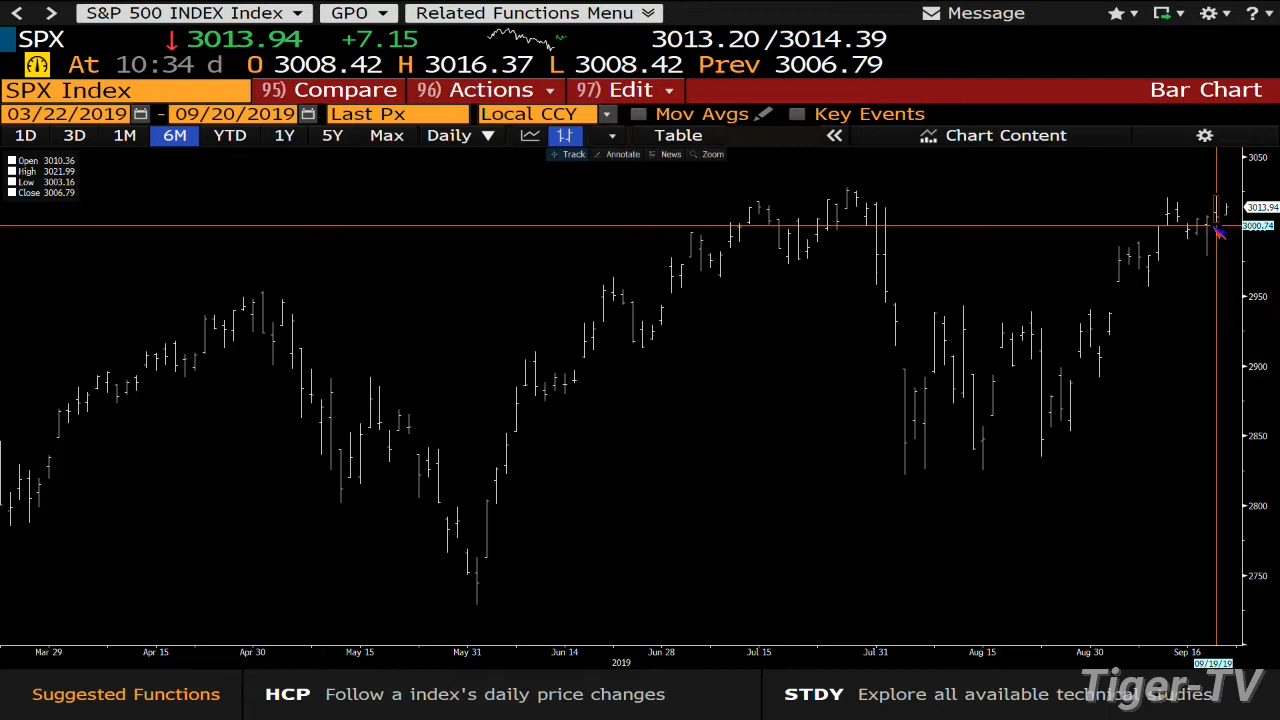 S&P 500 INDEX Index GPO Related Functions Menu Message ?
SPX 3013.94 +7.15 3013.20/3014.39
At 10:34 d O 3008.42 H 3016.37 L 3008.42 Prev 3006.79
SPX Index 95) Compare 96) Actions 97) Edit Bar Chart
03/22/2019 - 09/20/2019 Last Px Local CCY Mov Avgs Key Events
1D 3D 1M 6M YTD 1Y 5Y Max Daily Table Chart Content
Track Annotate News Zoom
Open 3010.36
High 3021.99
Low 3003.16
Close 3006.79
3050
3013.94
3000.74
2950
2900
2850
2800
2750
Mar 29 Apr 15 Apr 30 May 15 May 31 Jun 14 Jun 28 Jul 15 Jul 31 Aug 15 Aug 30 Sep 16
2019 09/19/19
Suggested Functions HCP Follow a index's daily price changes STDY Explore all available technical studies
Tiger-TV